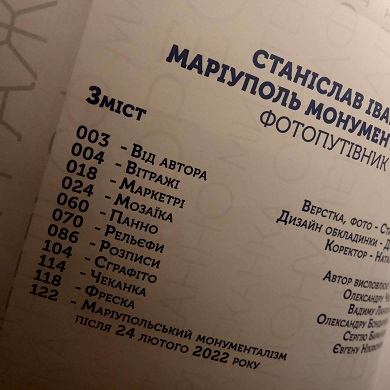 СТАНІСЛАВ
МАРІУПОЛЬ
ФОТОПУТІВНИК
ЗМІСТ
003 - ВІД АВТОРА
004 - ВІТРАЖІ
018 - МАРКЕТРІ
024 - МОЗАЇКА
060 - ПАННО
070 - РЕЛЬЄФИ
086 - РОЗПИСИ
104 - СГРАФІТО
114 - ЧЕКАНКА
118 - ФРЕСКА
122 - МАРІУПОЛЬСЬКИЙ МОНУМЕНТАЛІЗМ
ПІСЛЯ 24 ЛЮТОГО 2022 РОКУ
ВЕРСТКА, ФОТО -
ДИЗАЙН ОБКЛАДИНКИ -
КОРЕКТОР -
АВТОР
ОЛЕКСАНДРУ
ВАДИМУ
ОЛЕКСАНДРУ
СЕРГІЮ
ЄВГЕНУ